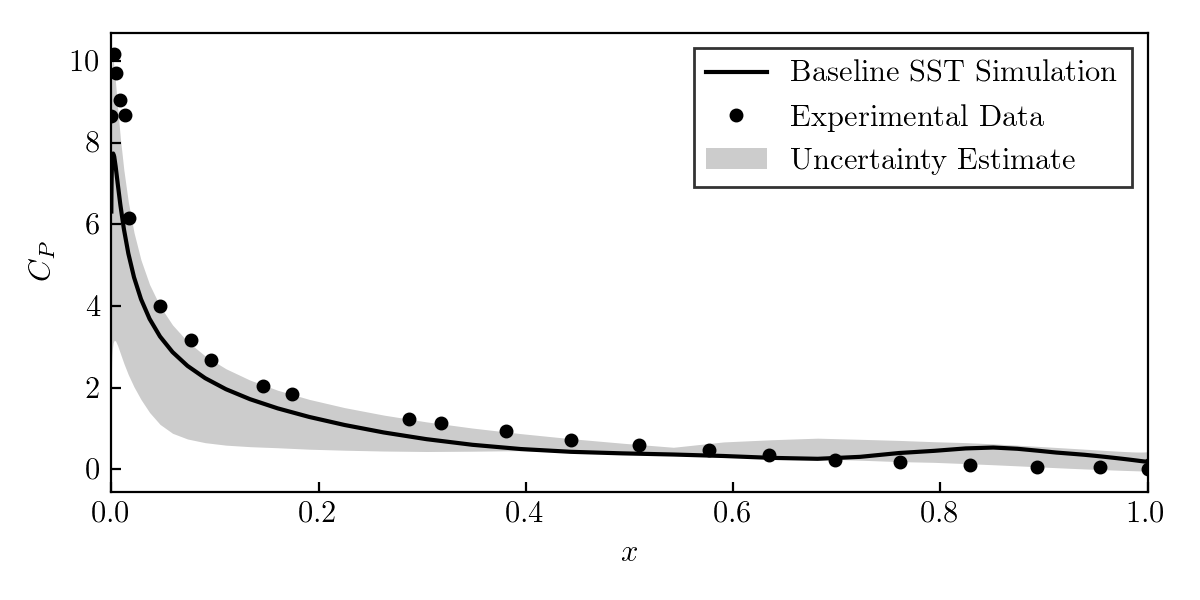 10
8
6
4
2
0
C_P
Baseline SST Simulation
Experimental Data
Uncertainty Estimate
0.0 0.2 0.4 0.6 0.8 1.0
x